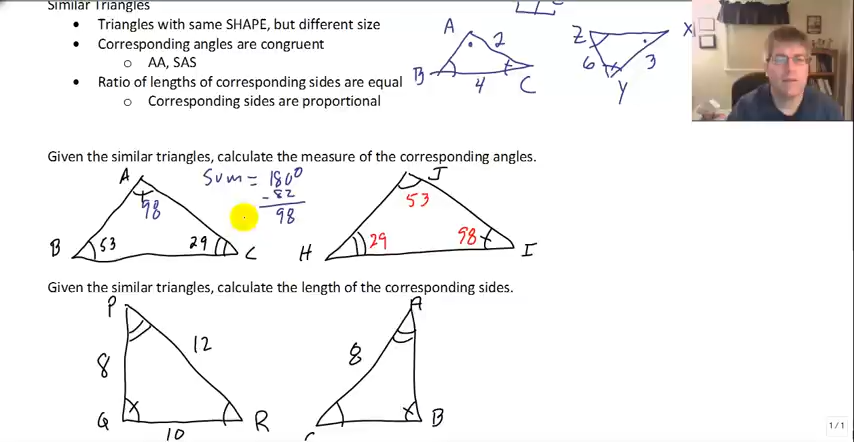 Similar Triangles
• Triangles with same SHAPE, but different size
• Corresponding angles are congruent
o AA, SAS
• Ratio of lengths of corresponding sides are equal
o Corresponding sides are proportional
A
2
B
4
C
Z
X
6
3
Y
Given the similar triangles, calculate the measure of the corresponding angles.
A
Sum = 180°
- 82
98
98
B
53
29
C
J
53
H
29
98
I
Given the similar triangles, calculate the length of the corresponding sides.
P
8
12
Q
10
R
A
8
B
1/1